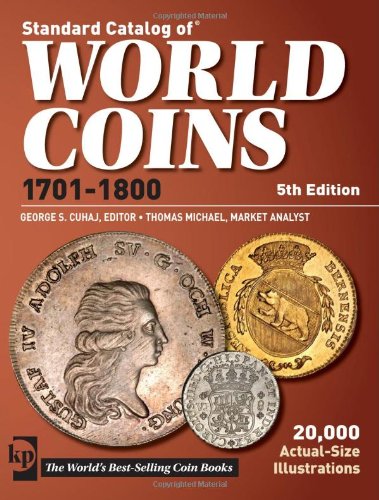 Standard Catalog of®
WORLD
COINS
1701-1800
5th Edition
GEORGE S. CUHAJ, EDITOR • THOMAS MICHAEL, MARKET ANALYST
GUSTAF IV ADOLPH SV. G. OCH W.
BERNENSIS
20,000
Actual-Size
Illustrations
kp
The World's Best-Selling Coin Books